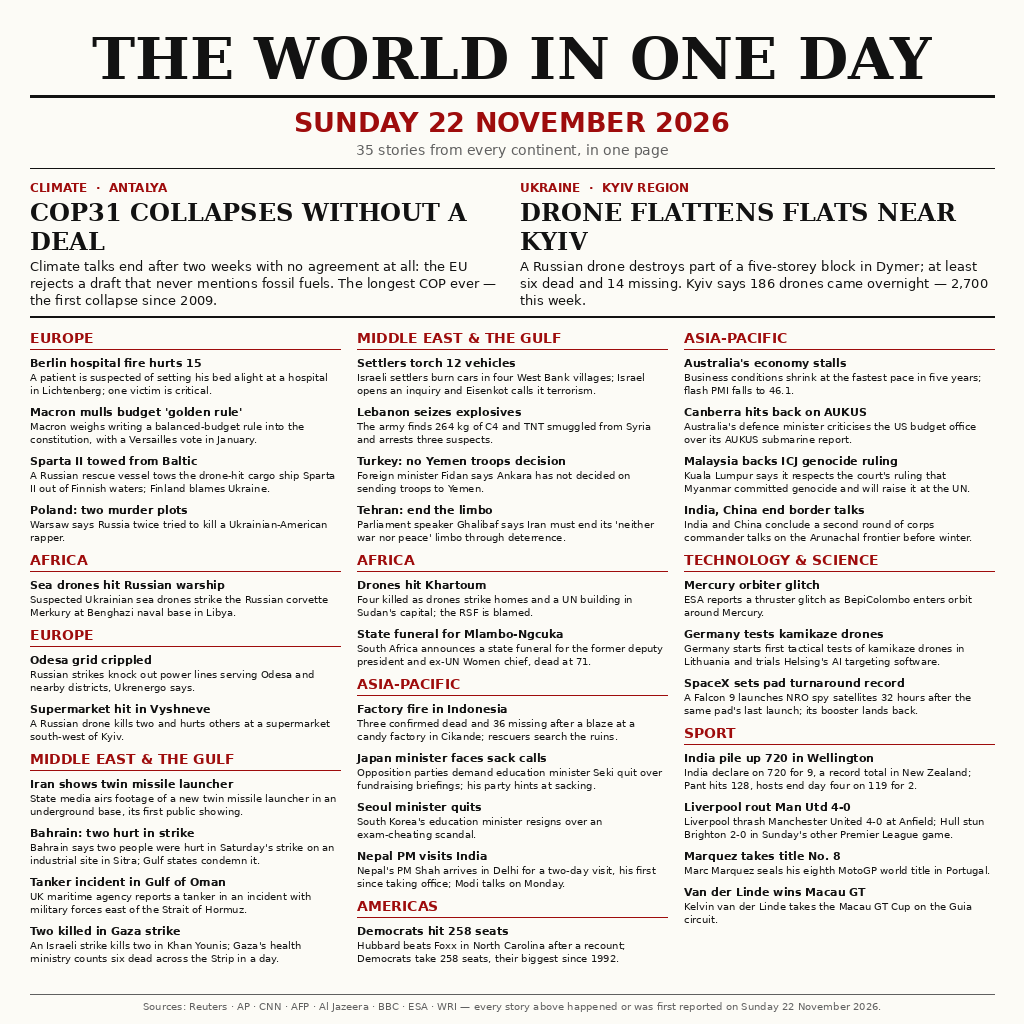 THE WORLD IN ONE DAY
SUNDAY 22 NOVEMBER 2026
35 stories from every continent, in one page
CLIMATE · ANTALYA
COP31 COLLAPSES WITHOUT A
DEAL
Climate talks end after two weeks with no agreement at all: the EU
rejects a draft that never mentions fossil fuels. The longest COP ever —
the first collapse since 2009.
UKRAINE · KYIV REGION
DRONE FLATTENS FLATS NEAR
KYIV
A Russian drone destroys part of a five-storey block in Dymer; at least
six dead and 14 missing. Kyiv says 186 drones came overnight — 2,700
this week.
EUROPE
Berlin hospital fire hurts 15
A patient is suspected of setting his bed alight at a hospital
in Lichtenberg; one victim is critical.
Macron mulls budget 'golden rule'
Macron weighs writing a balanced-budget rule into the
constitution, with a Versailles vote in January.
Sparta II towed from Baltic
A Russian rescue vessel tows the drone-hit cargo ship Sparta
II out of Finnish waters; Finland blames Ukraine.
Poland: two murder plots
Warsaw says Russia twice tried to kill a Ukrainian-American
rapper.
AFRICA
Sea drones hit Russian warship
Suspected Ukrainian sea drones strike the Russian corvette
Merkury at Benghazi naval base in Libya.
EUROPE
Odesa grid crippled
Russian strikes knock out power lines serving Odesa and
nearby districts, Ukrenergo says.
Supermarket hit in Vyshneve
A Russian drone kills two and hurts others at a supermarket
south-west of Kyiv.
MIDDLE EAST & THE GULF
Iran shows twin missile launcher
State media airs footage of a new twin missile launcher in an
underground base, its first public showing.
Bahrain: two hurt in strike
Bahrain says two people were hurt in Saturday's strike on an
industrial site in Sitra; Gulf states condemn it.
Tanker incident in Gulf of Oman
UK maritime agency reports a tanker in an incident with
military forces east of the Strait of Hormuz.
Two killed in Gaza strike
An Israeli strike kills two in Khan Younis; Gaza's health
ministry counts six dead across the Strip in a day.
MIDDLE EAST & THE GULF
Settlers torch 12 vehicles
Israeli settlers burn cars in four West Bank villages; Israel
opens an inquiry and Eisenkot calls it terrorism.
Lebanon seizes explosives
The army finds 264 kg of C4 and TNT smuggled from Syria
and arrests three suspects.
Turkey: no Yemen troops decision
Foreign minister Fidan says Ankara has not decided on
sending troops to Yemen.
Tehran: end the limbo
Parliament speaker Ghalibaf says Iran must end its 'neither
war nor peace' limbo through deterrence.
AFRICA
Drones hit Khartoum
Four killed as drones strike homes and a UN building in
Sudan's capital; the RSF is blamed.
State funeral for Mlambo-Ngcuka
South Africa announces a state funeral for the former deputy
president and ex-UN Women chief, dead at 71.
ASIA-PACIFIC
Factory fire in Indonesia
Three confirmed dead and 36 missing after a blaze at a
candy factory in Cikande; rescuers search the ruins.
Japan minister faces sack calls
Opposition parties demand education minister Seki quit over
fundraising briefings; his party hints at sacking.
Seoul minister quits
South Korea's education minister resigns over an
exam-cheating scandal.
Nepal PM visits India
Nepal's PM Shah arrives in Delhi for a two-day visit, his first
since taking office; Modi talks on Monday.
AMERICAS
Democrats hit 258 seats
Hubbard beats Foxx in North Carolina after a recount;
Democrats take 258 seats, their biggest since 1992.
ASIA-PACIFIC
Australia's economy stalls
Business conditions shrink at the fastest pace in five years;
flash PMI falls to 46.1.
Canberra hits back on AUKUS
Australia's defence minister criticises the US budget office
over its AUKUS submarine report.
Malaysia backs ICJ genocide ruling
Kuala Lumpur says it respects the court's ruling that
Myanmar committed genocide and will raise it at the UN.
India, China end border talks
India and China conclude a second round of corps
commander talks on the Arunachal frontier before winter.
TECHNOLOGY & SCIENCE
Mercury orbiter glitch
ESA reports a thruster glitch as BepiColombo enters orbit
around Mercury.
Germany tests kamikaze drones
Germany starts first tactical tests of kamikaze drones in
Lithuania and trials Helsing's AI targeting software.
SpaceX sets pad turnaround record
A Falcon 9 launches NRO spy satellites 32 hours after the
same pad's last launch; its booster lands back.
SPORT
India pile up 720 in Wellington
India declare on 720 for 9, a record total in New Zealand;
Pant hits 128, hosts end day four on 119 for 2.
Liverpool rout Man Utd 4-0
Liverpool thrash Manchester United 4-0 at Anfield; Hull stun
Brighton 2-0 in Sunday's other Premier League game.
Marquez takes title No. 8
Marc Marquez seals his eighth MotoGP world title in Portugal.
Van der Linde wins Macau GT
Kelvin van der Linde takes the Macau GT Cup on the Guia
circuit.
Sources: Reuters · AP · CNN · AFP · Al Jazeera · BBC · ESA · WRI — every story above happened or was first reported on Sunday 22 November 2026.